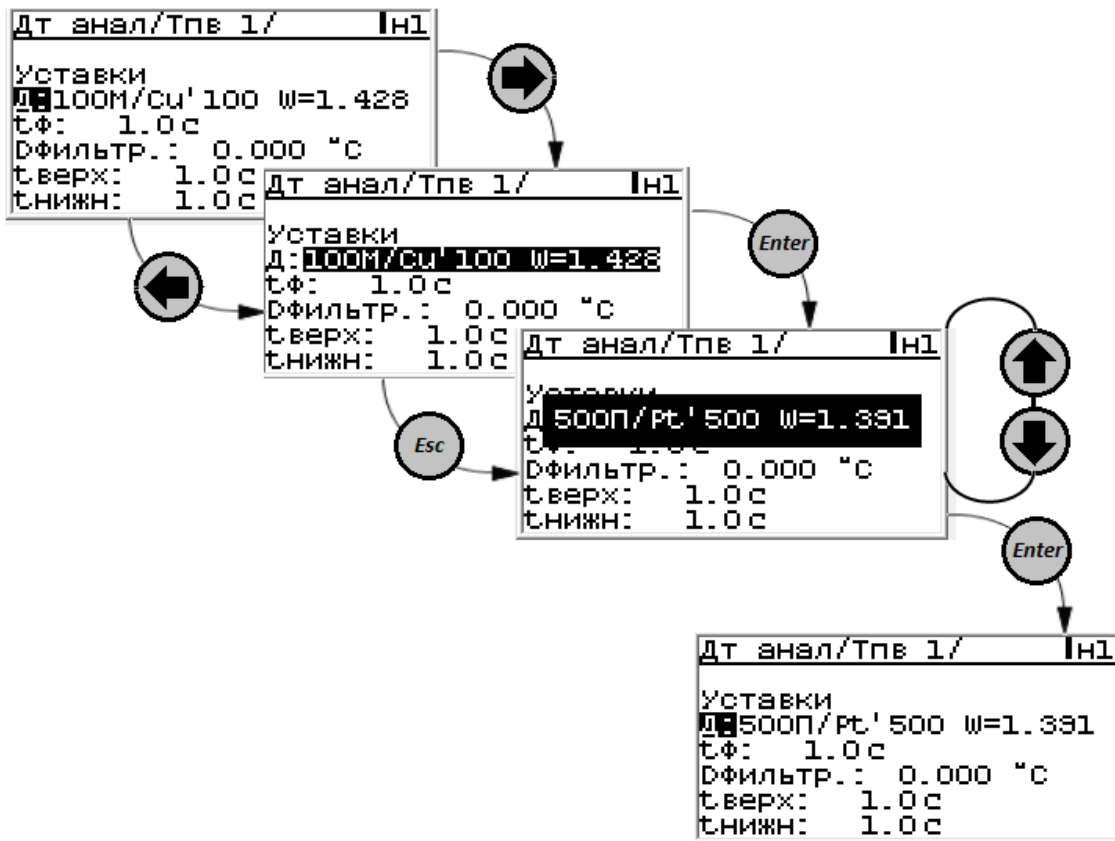 Дт анал/Тпв 1/ н1
Уставки
Д:100М/Cu'100 W=1.428
tф: 1.0с
Dфильтр.: 0.000 °C
tверх: 1.0с
tнижн: 1.0с
Дт анал/Тпв 1/ н1
Уставки
Д:100М/Cu'100 W=1.428
tф: 1.0с
Dфильтр.: 0.000 °C
tверх: 1.0с
tнижн: 1.0с
Enter
Esc
Дт анал/Тпв 1/ н1
Уставки
Д
500П/Pt'500 W=1.391
tф: 1.0с
Dфильтр.: 0.000 °C
tверх: 1.0с
tнижн: 1.0с
Enter
Дт анал/Тпв 1/ н1
Уставки
Д:500П/Pt'500 W=1.391
tф: 1.0с
Dфильтр.: 0.000 °C
tверх: 1.0с
tнижн: 1.0с